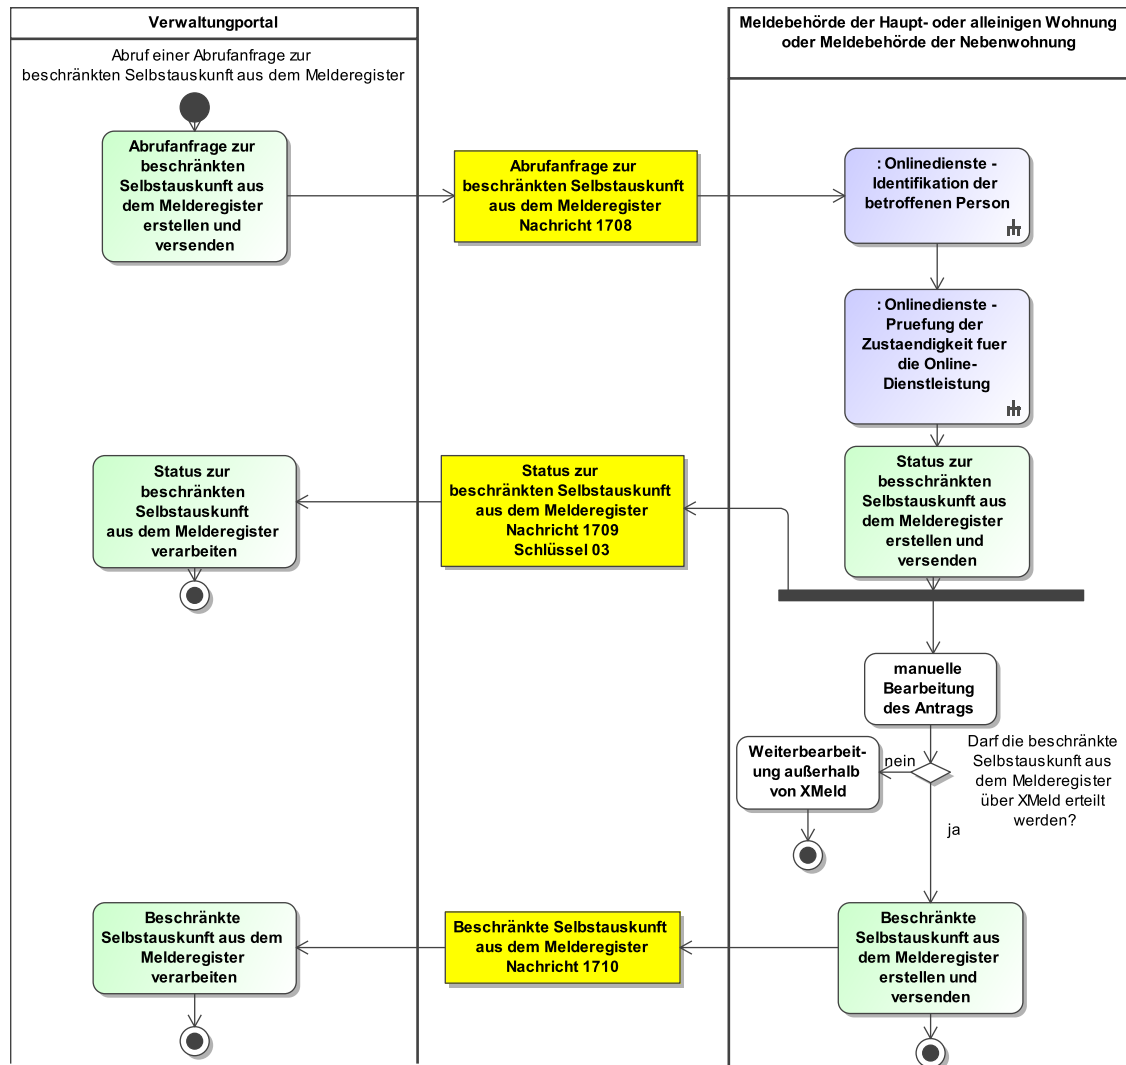 Verwaltungportal
Meldebehörde der Haupt- oder alleinigen Wohnung
oder Meldebehörde der Nebenwohnung
Abruf einer Abrufanfrage zur
beschränkten Selbstauskunft aus dem Melderegister
Abrufanfrage zur
beschränkten
Selbstauskunft aus
dem Melderegister
erstellen und
versenden
Abrufanfrage zur
beschränkten Selbstauskunft
aus dem Melderegister
Nachricht 1708
: Onlinedienste -
Identifikation der
betroffenen Person
: Onlinedienste -
Pruefung der
Zustaendigkeit fuer
die Online-
Dienstleistung
Status zur
beschränkten
Selbstauskunft
aus dem Melderegister
verarbeiten
Status zur
beschränkten Selbstauskunft
aus dem Melderegister
Nachricht 1709
Schlüssel 03
Status zur
besschränkten
Selbstauskunft aus
dem Melderegister
erstellen und
versenden
manuelle
Bearbeitung
des Antrags
Weiterbearbeit-
ung außerhalb
von XMeld
nein
Darf die beschränkte
Selbstauskunft aus
dem Melderegister
über XMeld erteilt
werden?
ja
Beschränkte
Selbstauskunft aus dem
Melderegister
verarbeiten
Beschränkte Selbstauskunft
aus dem Melderegister
Nachricht 1710
Beschränkte
Selbstauskunft aus
dem Melderegister
erstellen und
versenden